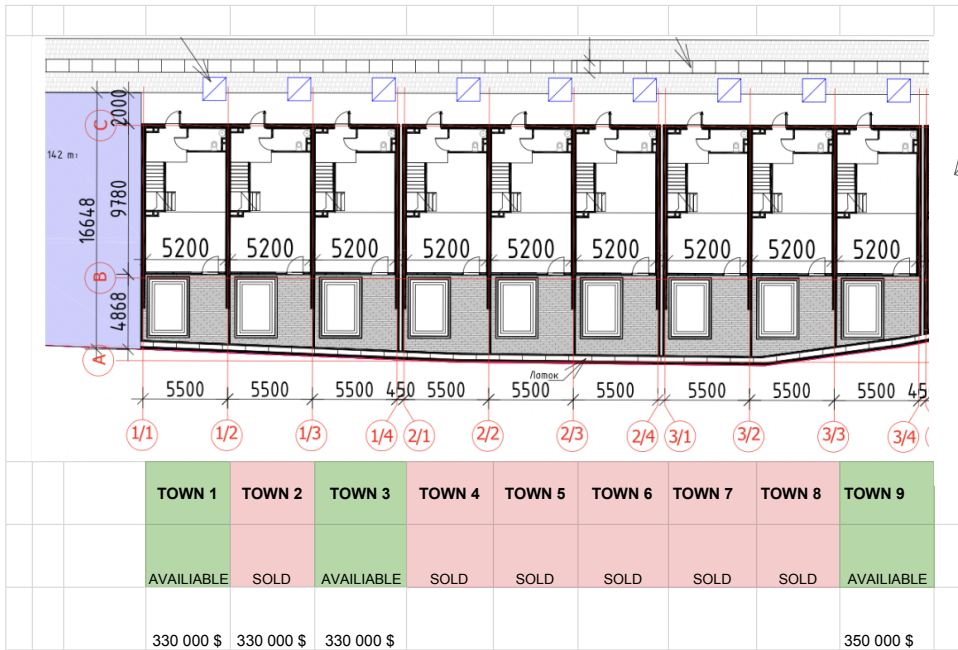 2000
C
142 m²
9780
16648
5200 5200 5200 5200 5200 5200 5200 5200 5200
B
4868
A
Лоток
5500 5500 5500 450 5500 5500 5500 5500 5500 5500 45
1/1 1/2 1/3 1/4 2/1 2/2 2/3 2/4 3/1 3/2 3/3 3/4
TOWN 1 TOWN 2 TOWN 3 TOWN 4 TOWN 5 TOWN 6 TOWN 7 TOWN 8 TOWN 9
AVAILIABLE SOLD AVAILIABLE SOLD SOLD SOLD SOLD SOLD AVAILABLE
330 000 $ 330 000 $ 330 000 $ 350 000 $